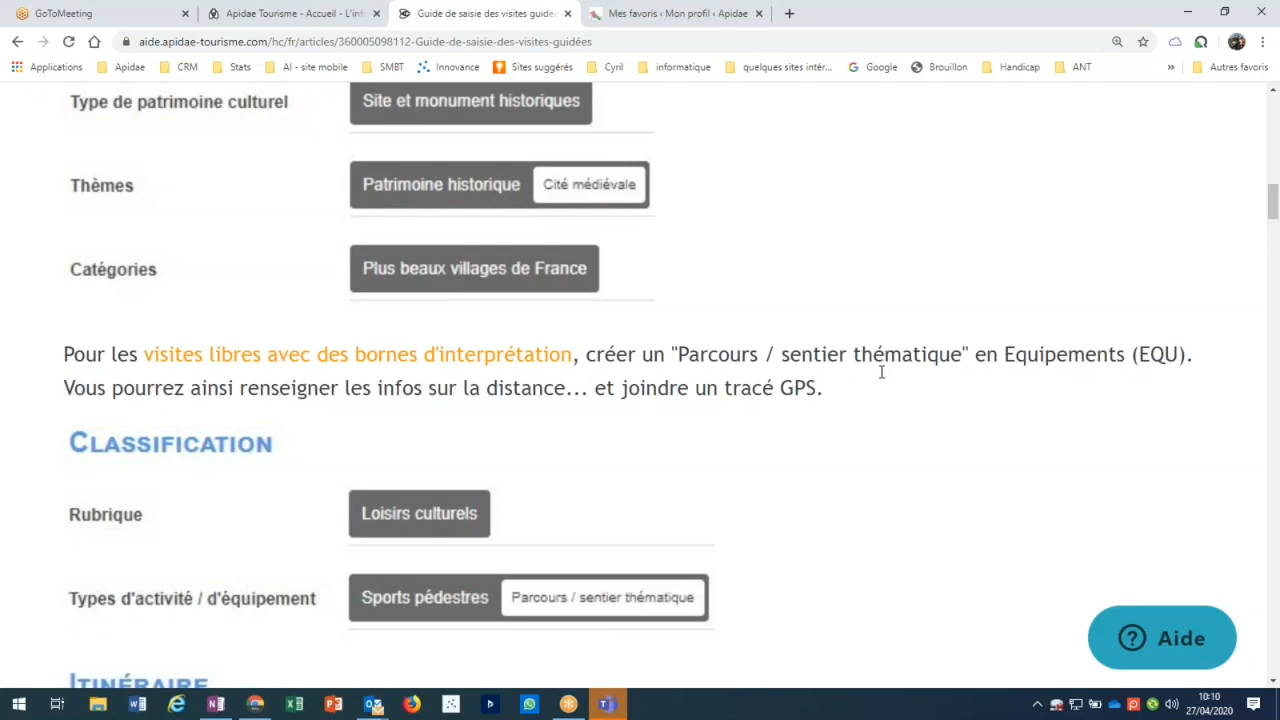 GoToMeeting
Apidae Tourisme - Accueil - L'inf
Guide de saisie des visites guidé
Mes favoris ‹ Mon profil ‹ Apidae
aide.apidae-tourisme.com/hc/fr/articles/360005098112-Guide-de-saisie-des-visites-guidées
Applications Apidae CRM Stats AI - site mobile SMBT Innovance Sites suggérés Cyril informatique quelques sites intér... Google Brouillon Handicap ANT » Autres favoris
Type de patrimoine culturel Site et monument historiques
Thèmes Patrimoine historique Cité médiévale
Catégories Plus beaux villages de France
Pour les visites libres avec des bornes d'interprétation, créer un "Parcours / sentier thématique" en Equipements (EQU).
Vous pourrez ainsi renseigner les infos sur la distance... et joindre un tracé GPS.
CLASSIFICATION
Rubrique Loisirs culturels
Types d'activité / d'équipement Sports pédestres Parcours / sentier thématique
? Aide
ITINÉRAIRE
10:10
27/04/2020